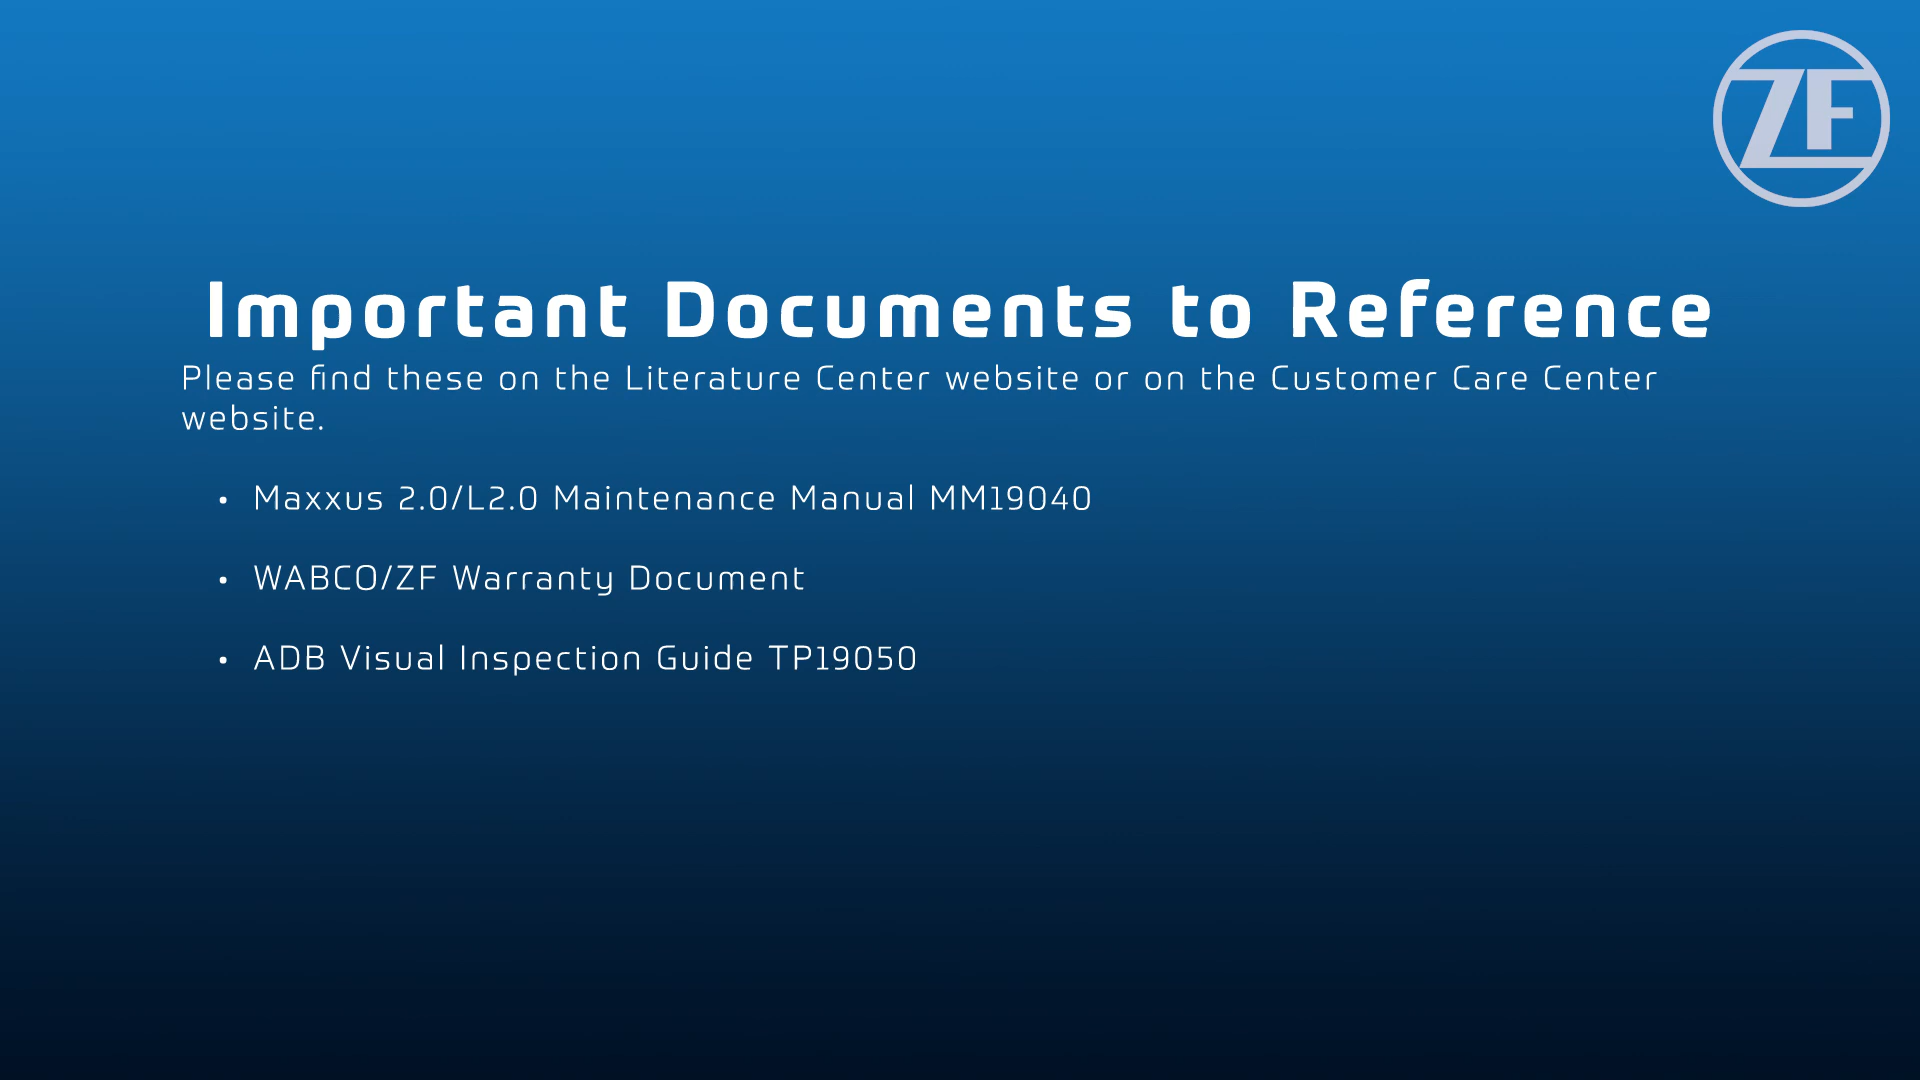 ZF
Important Documents to Reference
Please find these on the Literature Center website or on the Customer Care Center
website.
• Maxxus 2.0/L2.0 Maintenance Manual MM19040
• WABCO/ZF Warranty Document
• ADB Visual Inspection Guide TP19050